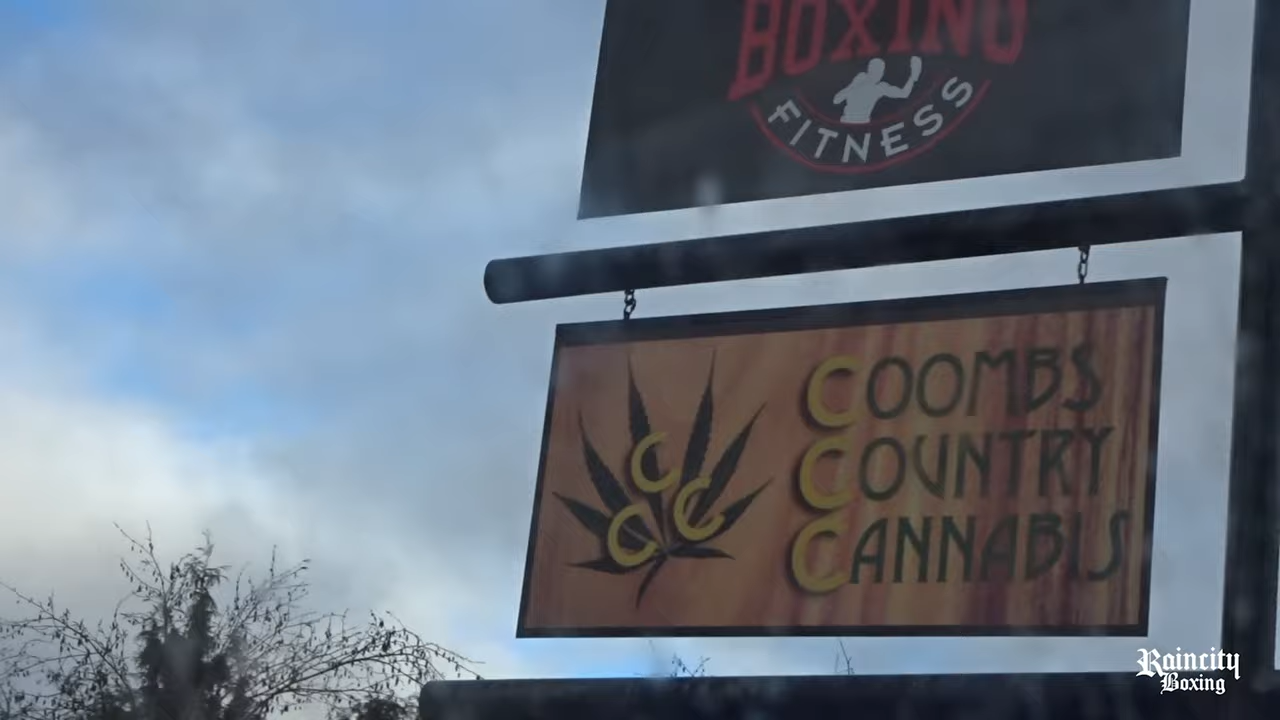 BOXING
FITNESS
COOMBS
COUNTRY
CANNABIS
C
C
C
Raincity
Boxing